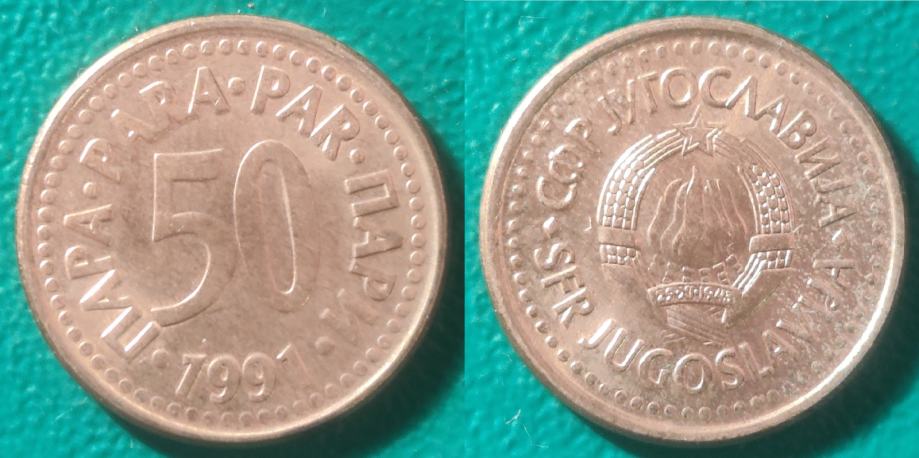 ПАРА · PARA · PAR · ПАРИ ·
50
1991
· СФР ЈУГОСЛАВИЈА ·
SFR JUGOSLAVIJA